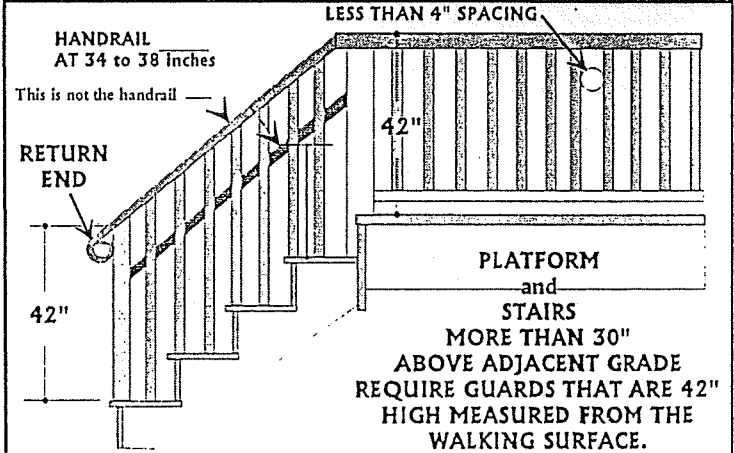 LESS THAN 4" SPACING
HANDRAIL
AT 34 to 38 inches
This is not the handrail
42"
RETURN
END
42"
PLATFORM
and
STAIRS
MORE THAN 30"
ABOVE ADJACENT GRADE
REQUIRE GUARDS THAT ARE 42"
HIGH MEASURED FROM THE
WALKING SURFACE.